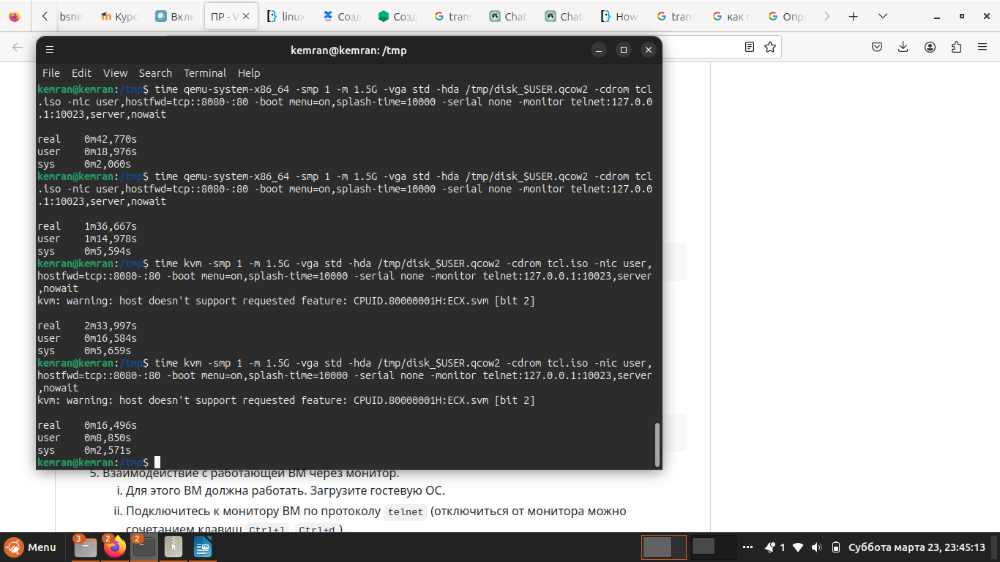 bsne
Курс
Вклю
ПР - V
linux
Созд
Созд
trans
Chat
Chat
How
trans
как п
Опре
kemran@kemran: /tmp
File Edit View Search Terminal Help
kemran@kemran:/tmp$ time qemu-system-x86_64 -smp 1 -m 1.5G -vga std -hda /tmp/disk_$USER.qcow2 -cdrom tcl
.iso -nic user,hostfwd=tcp::8080-:80 -boot menu=on,splash-time=10000 -serial none -monitor telnet:127.0.0
.1:10023,server,nowait
real 0m42,770s
user 0m18,976s
sys 0m2,060s
kemran@kemran:/tmp$ time qemu-system-x86_64 -smp 1 -m 1.5G -vga std -hda /tmp/disk_$USER.qcow2 -cdrom tcl
.iso -nic user,hostfwd=tcp::8080-:80 -boot menu=on,splash-time=10000 -serial none -monitor telnet:127.0.0
.1:10023,server,nowait
real 1m36,667s
user 1m14,978s
sys 0m5,594s
kemran@kemran:/tmp$ time kvm -smp 1 -m 1.5G -vga std -hda /tmp/disk_$USER.qcow2 -cdrom tcl.iso -nic user,
hostfwd=tcp::8080-:80 -boot menu=on,splash-time=10000 -serial none -monitor telnet:127.0.0.1:10023,server
,nowait
kvm: warning: host doesn't support requested feature: CPUID.80000001H:ECX.svm [bit 2]
real 2m33,997s
user 0m16,584s
sys 0m5,659s
kemran@kemran:/tmp$ time kvm -smp 1 -m 1.5G -vga std -hda /tmp/disk_$USER.qcow2 -cdrom tcl.iso -nic user,
hostfwd=tcp::8080-:80 -boot menu=on,splash-time=10000 -serial none -monitor telnet:127.0.0.1:10023,server
,nowait
kvm: warning: host doesn't support requested feature: CPUID.80000001H:ECX.svm [bit 2]
real 0m16,496s
user 0m8,850s
sys 0m2,571s
kemran@kemran:/tmp$
5. Взаимодействие с работающей ВМ через монитор.
i. Для этого ВМ должна работать. Загрузите гостевую ОС.
ii. Подключитесь к монитору ВМ по протоколу telnet (отключиться от монитора можно
сочетанием клавиш Ctrl+] Ctrl+d )
Menu
3
2
2
1
Суббота марта 23, 23:45:13